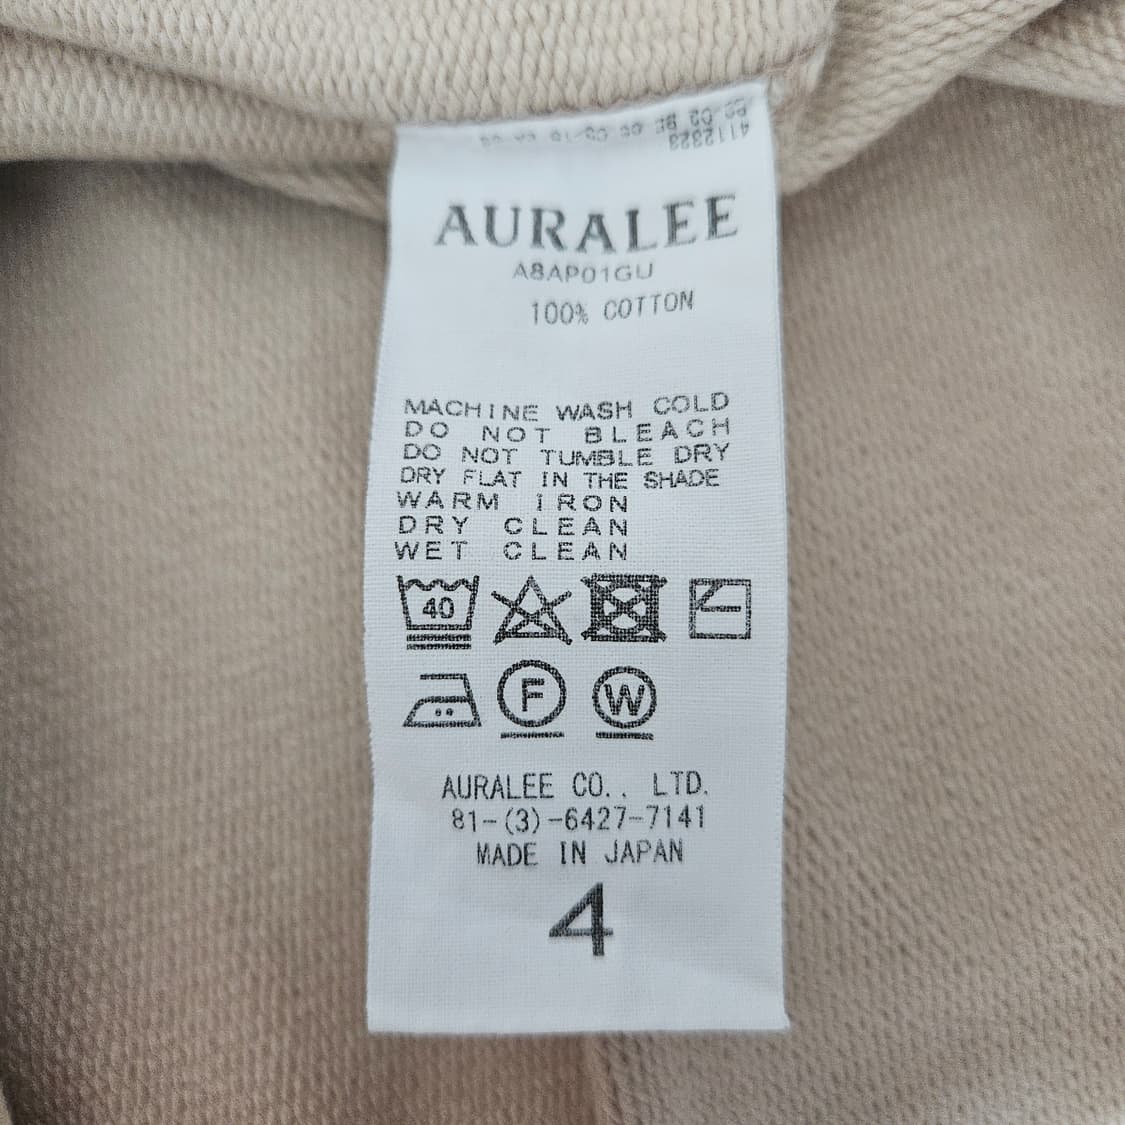 4112323
AURALEE
A8AP01GU
100% COTTON
MACHINE WASH COLD
DO NOT BLEACH
DO NOT TUMBLE DRY
DRY FLAT IN THE SHADE
WARM IRON
DRY CLEAN
WET CLEAN
40
F W
AURALEE CO., LTD.
81-(3)-6427-7141
MADE IN JAPAN
4